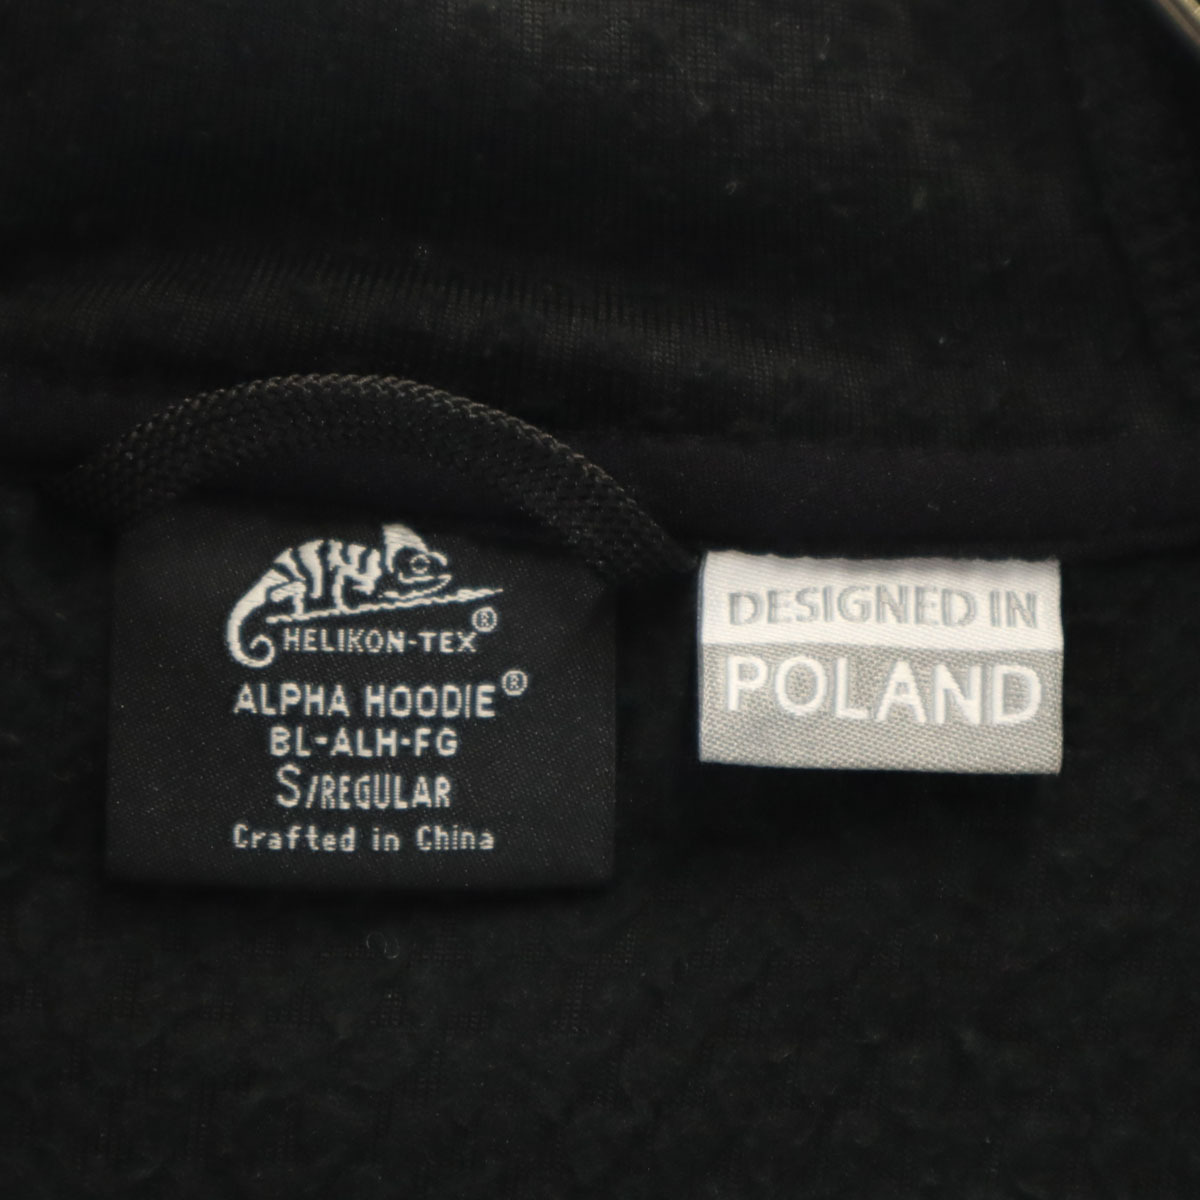 HELIKON-TEX®
ALPHA HOODIE®
BL-ALH-FG
S/REGULAR
Crafted in China
DESIGNED IN
POLAND